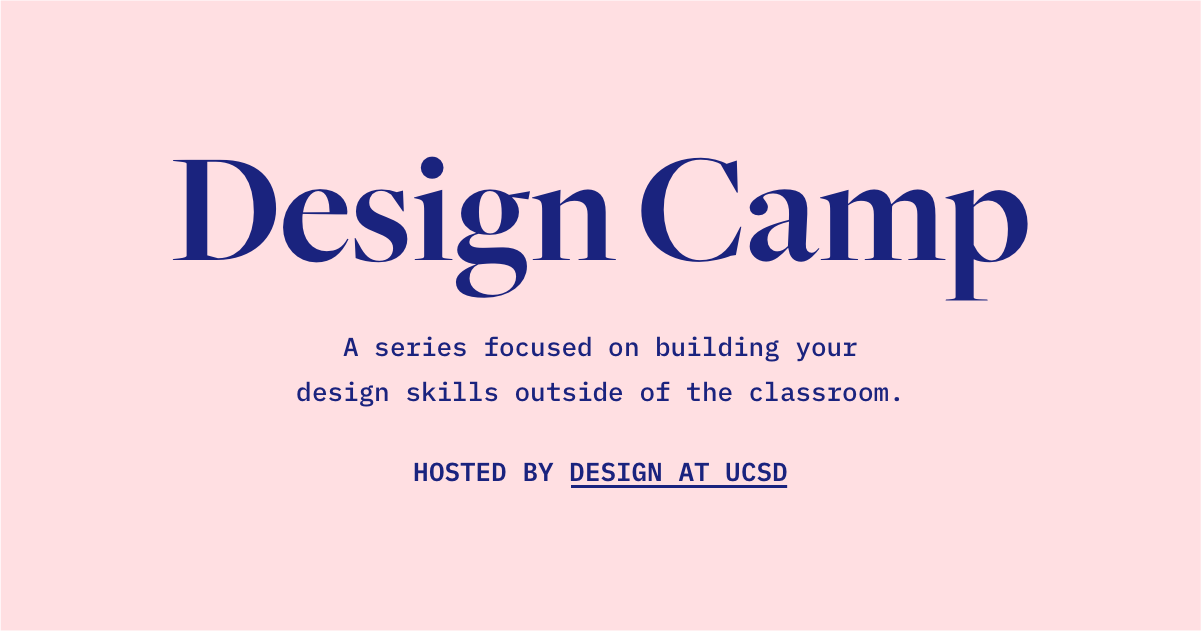 Design Camp
A series focused on building your
design skills outside of the classroom.
HOSTED BY DESIGN AT UCSD